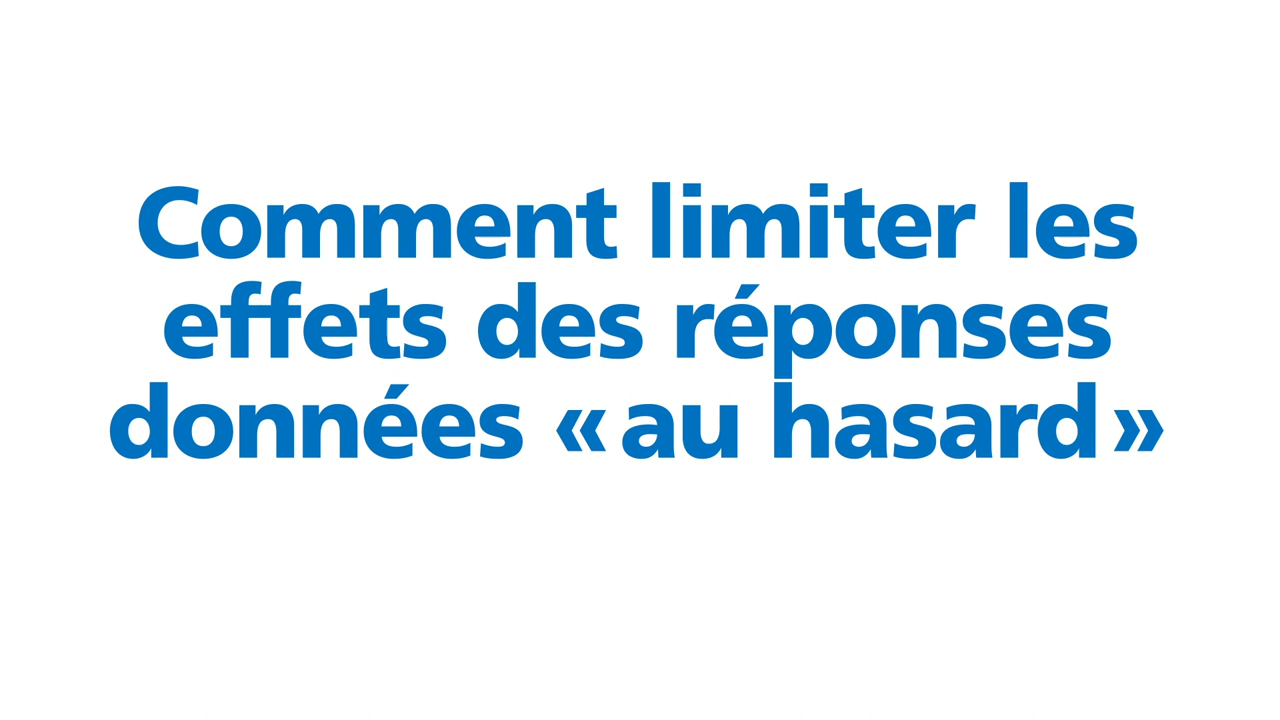 Comment limiter les
effets des réponses
données « au hasard »